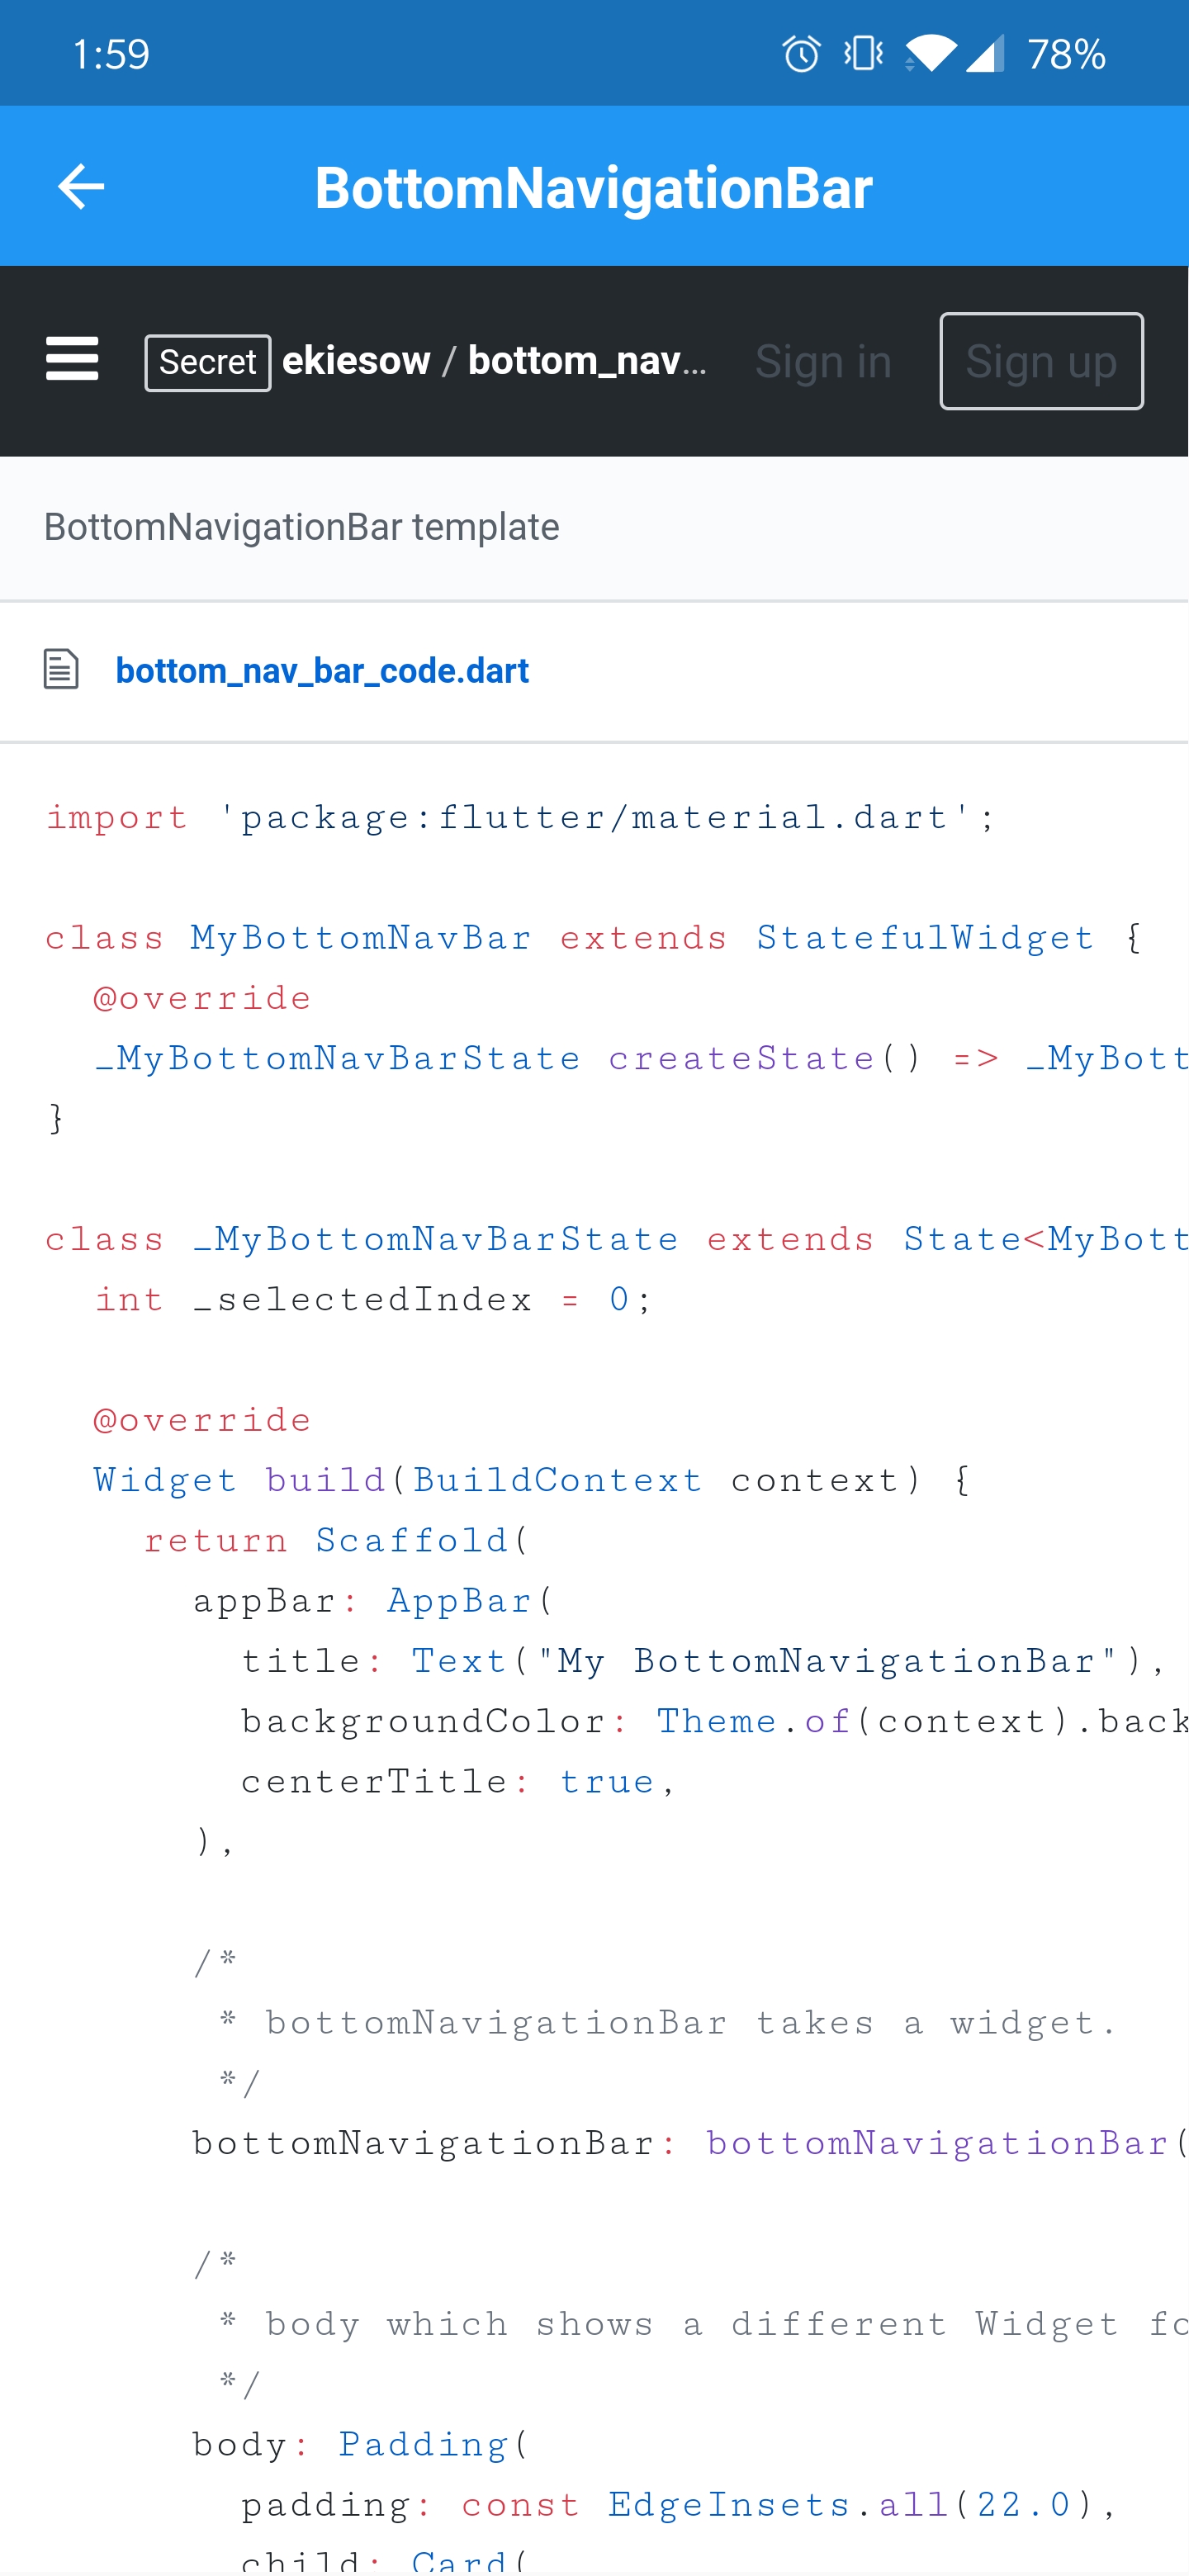 1:59 78%
BottomNavigationBar
Secret ekiesow / bottom_nav... Sign in Sign up
BottomNavigationBar template
bottom_nav_bar_code.dart
import 'package:flutter/material.dart';
class MyBottomNavBar extends StatefulWidget {
@override
_MyBottomNavBarState createState() => _MyBott
}
class _MyBottomNavBarState extends State<MyBott
int _selectedIndex = 0;
@override
Widget build(BuildContext context) {
return Scaffold(
appBar: AppBar(
title: Text("My BottomNavigationBar"),
backgroundColor: Theme.of(context).back
centerTitle: true,
),
/*
* bottomNavigationBar takes a widget.
*/
bottomNavigationBar: bottomNavigationBar(
/*
* body which shows a different Widget fo
*/
body: Padding(
padding: const EdgeInsets.all(22.0),
child: Card(